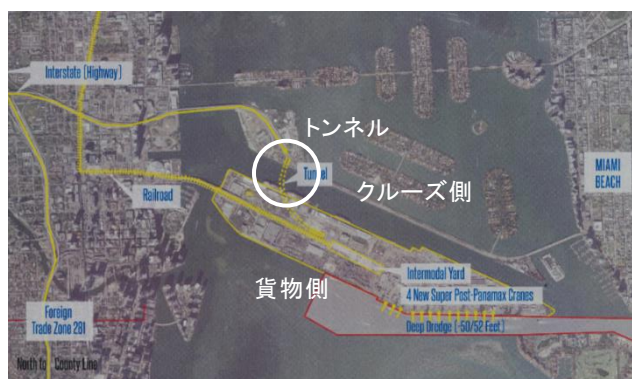 Interstate (Highway)
トンネル
Tunnel
MIAMI
BEACH
クルーズ側
Railroad
Intermodal Yard
貨物側
4 New Super Post-Panamax Cranes
Foreign
Trade Zone 281
Deep Dredge (-50/52 Feet)
North to County Line